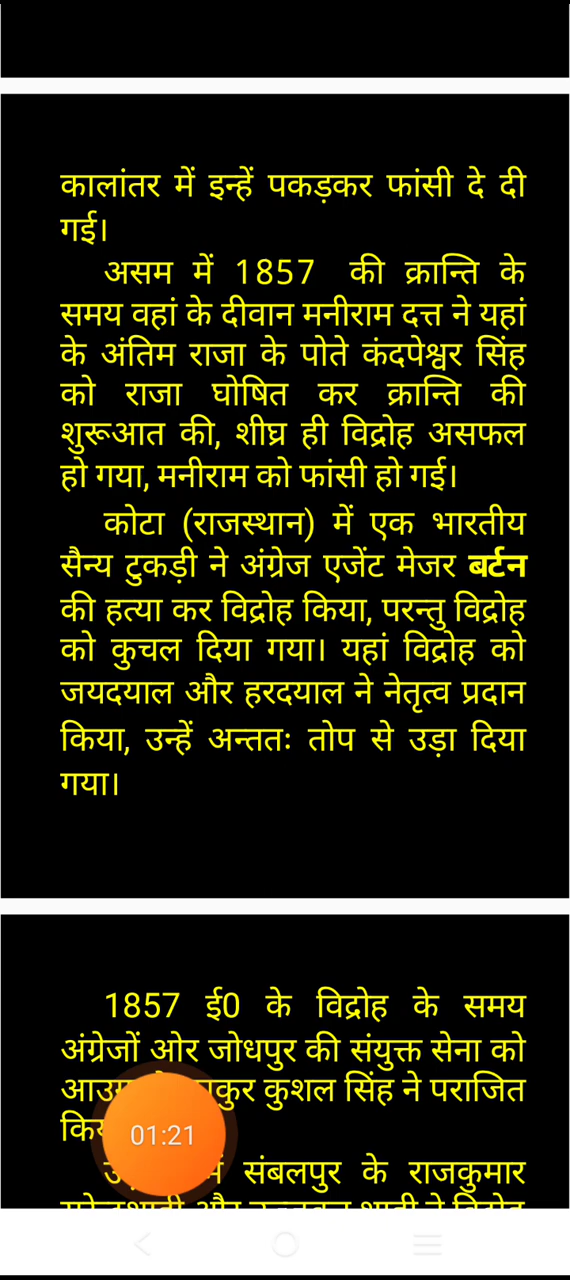 कालांतर में इन्हें पकड़कर फांसी दे दी
गई।
असम में 1857 की क्रान्ति के
समय वहां के दीवान मनीराम दत्त ने यहां
के अंतिम राजा के पोते कंदपेश्वर सिंह
को राजा घोषित कर क्रान्ति की
शुरूआत की, शीघ्र ही विद्रोह असफल
हो गया, मनीराम को फांसी हो गई।
कोटा (राजस्थान) में एक भारतीय
सैन्य टुकड़ी ने अंग्रेज एजेंट मेजर बर्टन
की हत्या कर विद्रोह किया, परन्तु विद्रोह
को कुचल दिया गया। यहां विद्रोह को
जयदयाल और हरदयाल ने नेतृत्व प्रदान
किया, उन्हें अन्ततः तोप से उड़ा दिया
गया।
1857 ई0 के विद्रोह के समय
अंग्रेजों ओर जोधपुर की संयुक्त सेना को
कुशल सिंह ने पराजित
01:21
में संबलपुर के राजकुमार